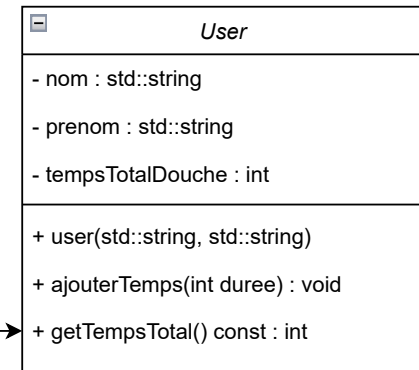 User
- nom : std::string
- prenom : std::string
- tempsTotalDouche : int
+ user(std::string, std::string)
+ ajouterTemps(int duree) : void
+ getTempsTotal() const : int